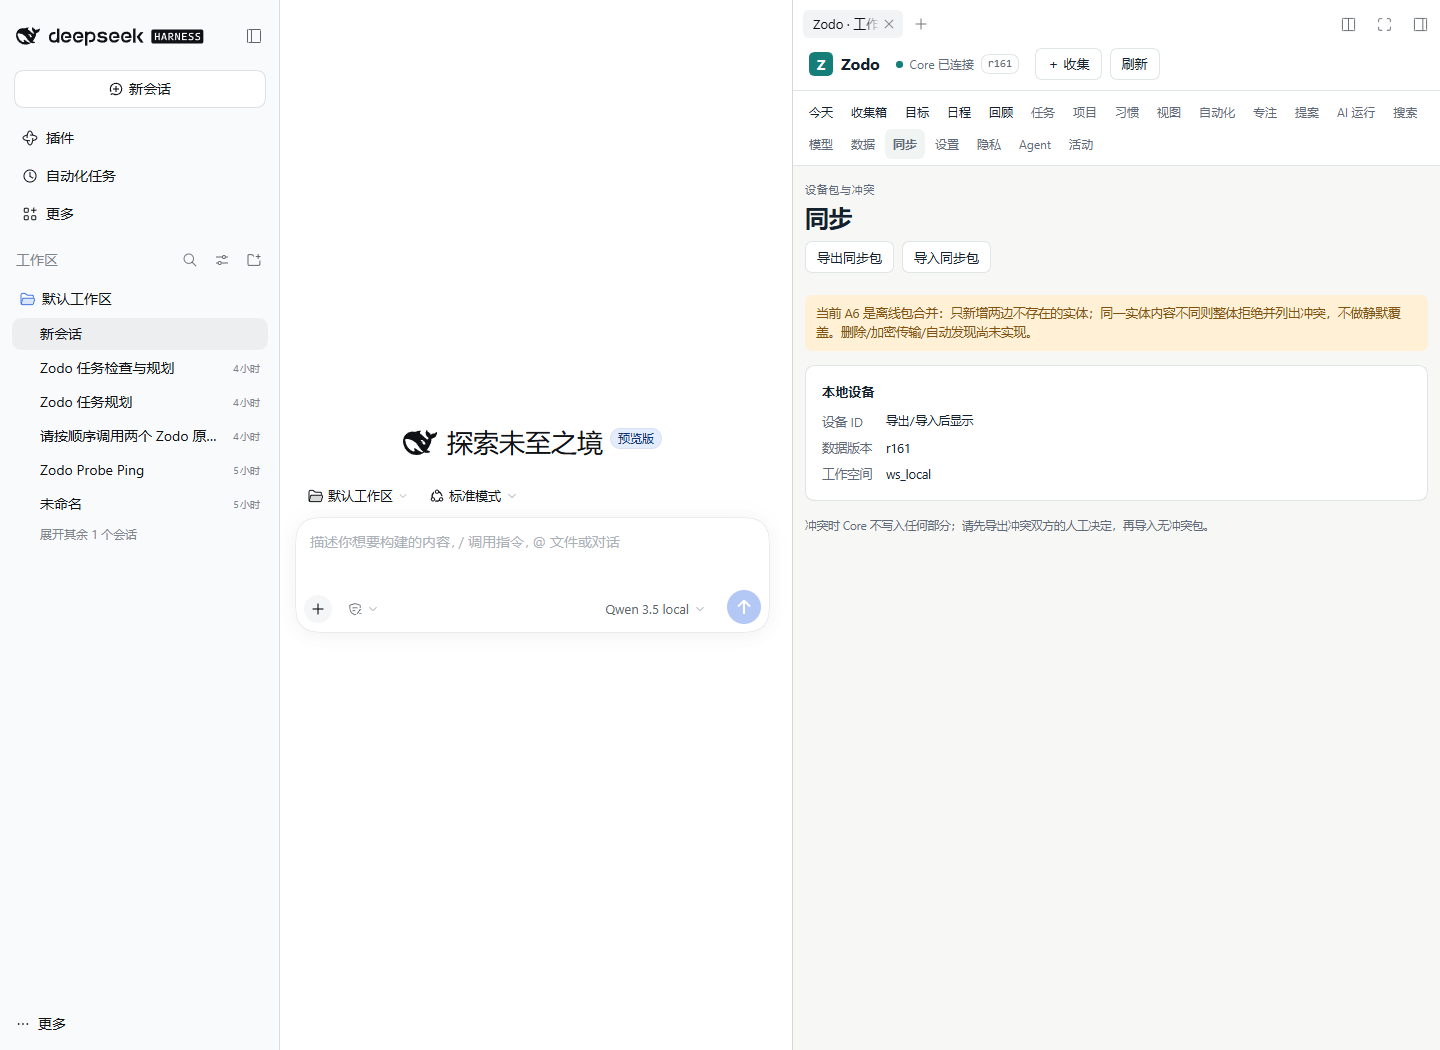 deepseek HARNESS
新会话
插件
自动化任务
更多
工作区
默认工作区
新会话
Zodo 任务检查与规划 4小时
Zodo 任务规划 4小时
请按顺序调用两个 Zodo 原... 4小时
Zodo Probe Ping 5小时
未命名 5小时
展开其余 1 个会话
更多
探索未至之境 预览版
默认工作区 标准模式
描述你想要构建的内容, / 调用指令, @ 文件或对话
Qwen 3.5 local
Zodo · 工作
Z Zodo Core 已连接 r161 + 收集 刷新
今天 收集箱 目标 日程 回顾 任务 项目 习惯 视图 自动化 专注 提案 AI 运行 搜索
模型 数据 同步 设置 隐私 Agent 活动
设备包与冲突
同步
导出同步包 导入同步包
当前 A6 是离线包合并：只新增两边不存在的实体；同一实体内容不同则整体拒绝并列出冲突，不做静默覆
盖。删除/加密传输/自动发现尚未实现。
本地设备
设备 ID 导出/导入后显示
数据版本 r161
工作空间 ws_local
冲突时 Core 不写入任何部分；请先导出冲突双方的人工决定，再导入无冲突包。